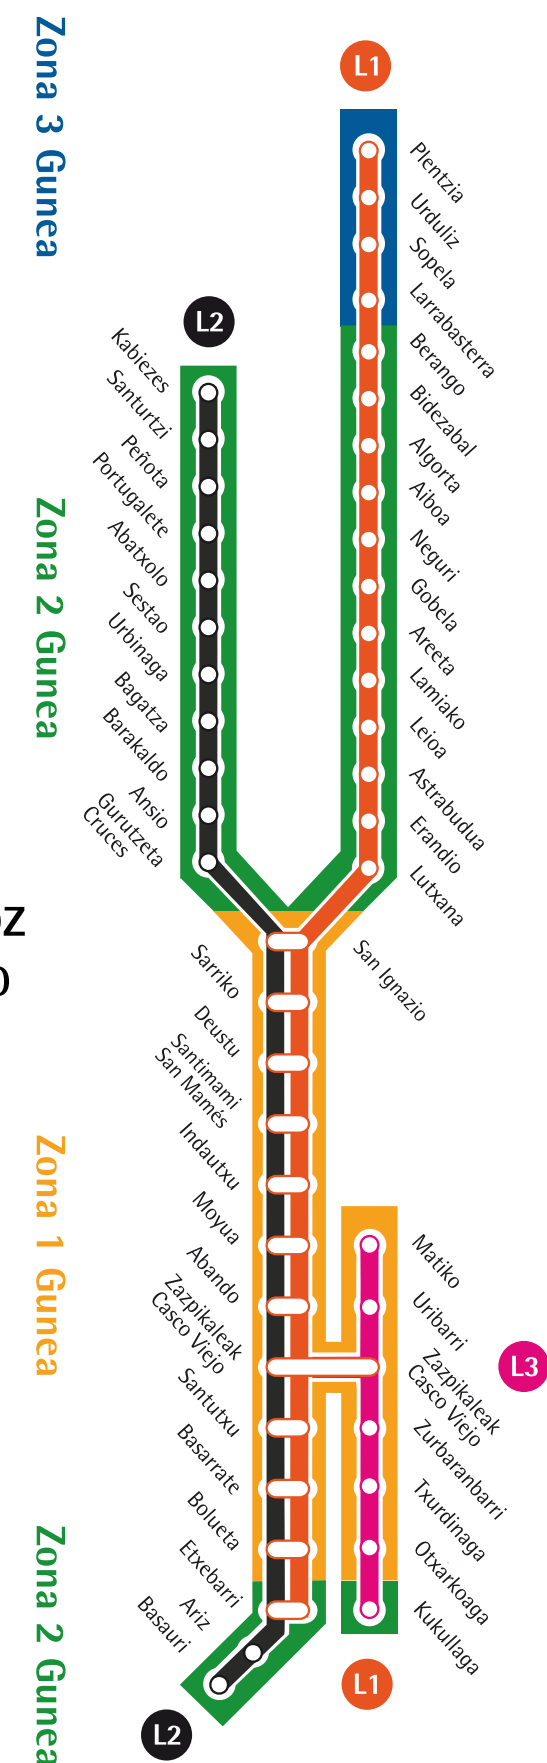 L1
Zona 3 Gunea
Plentzia
Urduliz
Sopela
Larrabasterra
L2
Berango
Bidezabal
Algorta
Aiboa
Neguri
Gobela
Areeta
Lamiako
Leioa
Astrabudua
Erandio
Lutxana
Kabiezes
Santurtzi
Peñota
Portugalete
Abatxolo
Sestao
Urbinaga
Bagatza
Barakaldo
Ansio
Gurutzeta
Cruces
Zona 2 Gunea
San Ignazio
Sarriko
Deustu
Santimami
San Mamés
Indautxu
Moyua
Abando
Zazpikaleak
Casco Viejo
Santutxu
Basarrate
Bolueta
Etxebarri
Ariz
Basauri
Zona 1 Gunea
Matiko
Uribarri
Zazpikaleak
Casco Viejo
L3
Zurbaranbarri
Txurdinaga
Otxarkoaga
Kukullaga
Zona 2 Gunea
L1
L2